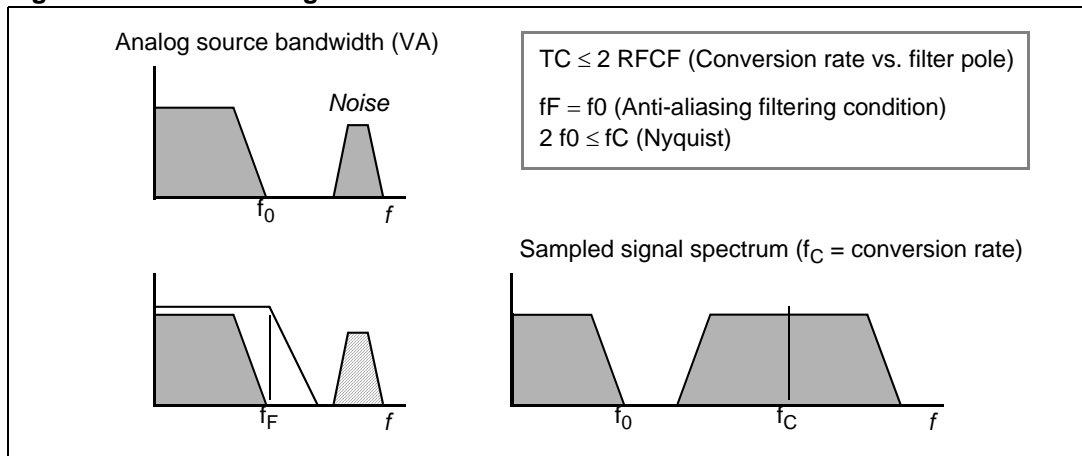 Analog source bandwidth (VA)
Noise
f0
f
TC ≤ 2 RFCF (Conversion rate vs. filter pole)
fF = f0 (Anti-aliasing filtering condition)
2 f0 ≤ fC (Nyquist)
fF
f
Sampled signal spectrum (fC = conversion rate)
f0
fC
f